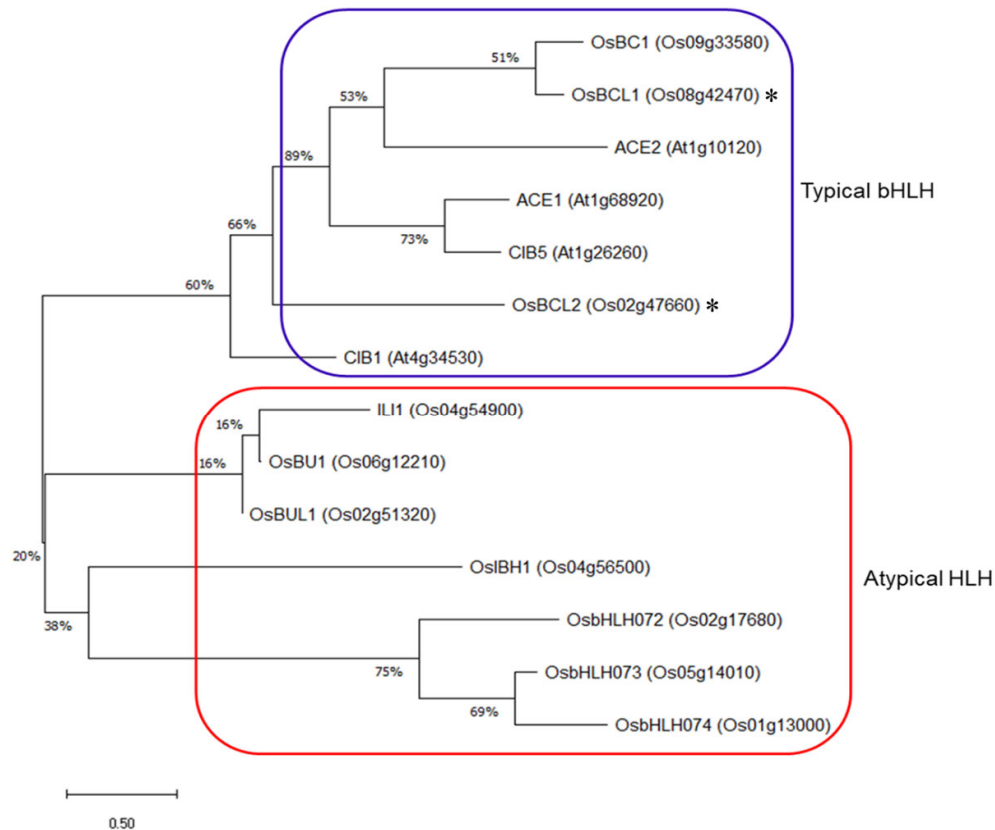 OsBC1 (Os09g33580)
51%
OsBCL1 (Os08g42470) *
53%
ACE2 (At1g10120)
89%
ACE1 (At1g68920)
Typical bHLH
66%
73%
CIB5 (At1g26260)
60%
OsBCL2 (Os02g47660) *
CIB1 (At4g34530)
ILI1 (Os04g54900)
16%
OsBU1 (Os06g12210)
16%
OsBUL1 (Os02g51320)
20%
OsIBH1 (Os04g56500)
Atypical HLH
38%
OsbHLH072 (Os02g17680)
75%
OsbHLH073 (Os05g14010)
69%
OsbHLH074 (Os01g13000)
0.50